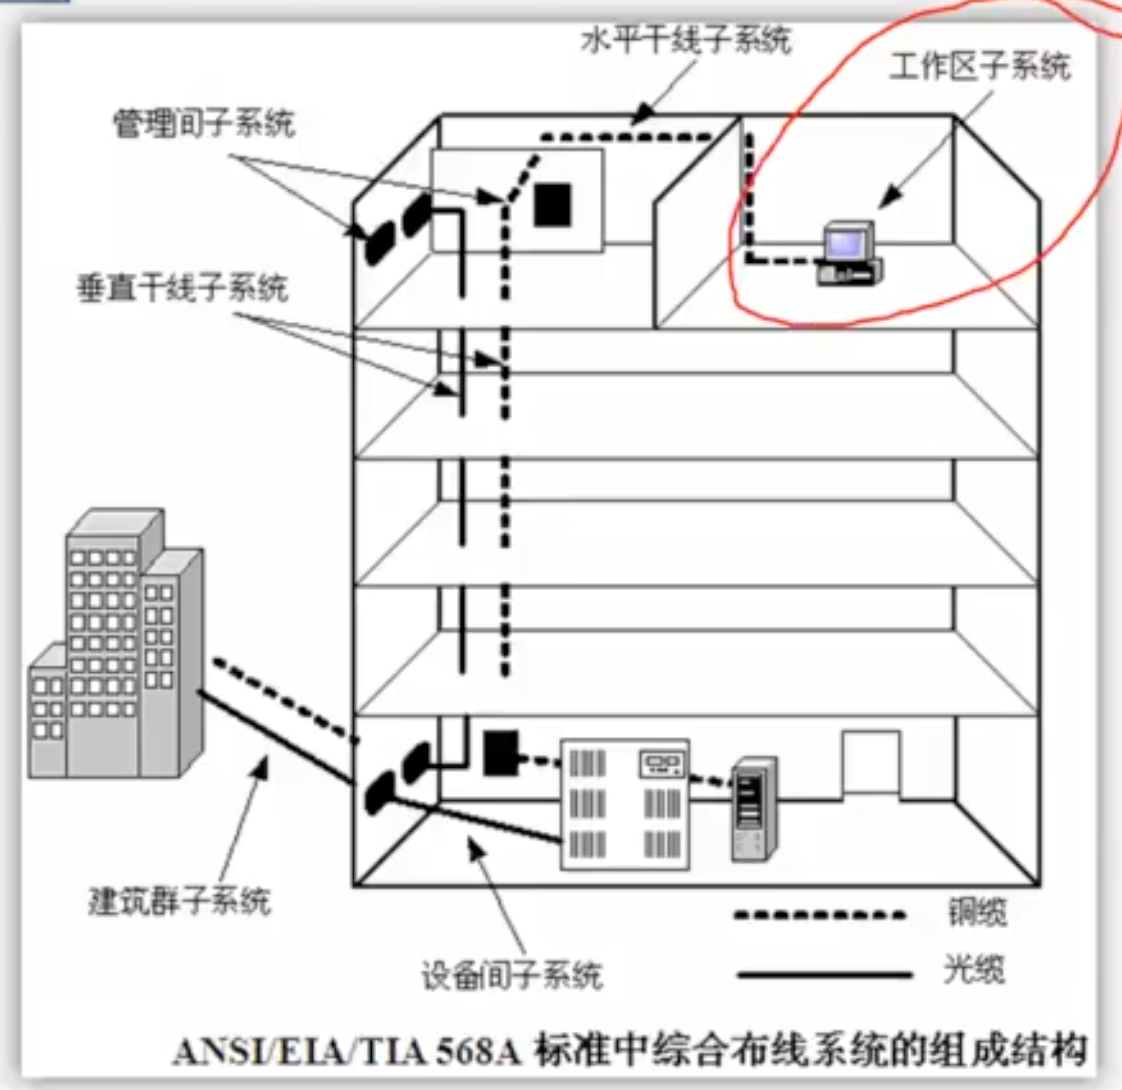 水平干线子系统
工作区子系统
管理间子系统
垂直干线子系统
建筑群子系统
铜缆
设备间子系统
光缆
ANSI/EIA/TIA 568A 标准中综合布线系统的组成结构